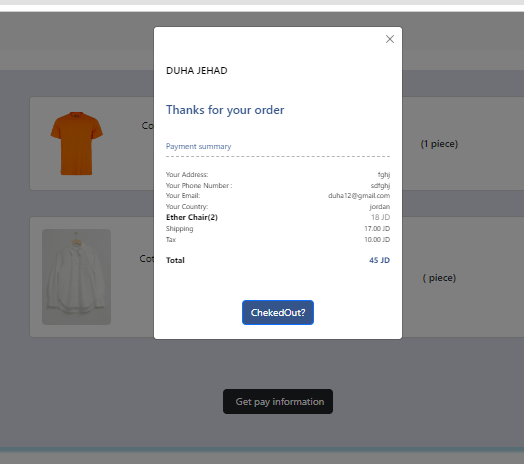 DUHA JEHAD
Thanks for your order
Payment summary
Your Address: fghj
Your Phone Number : sdfghj
Your Email: duha12@gmail.com
Your Country: jordan
Ether Chair(2) 18 JD
Shipping 17.00 JD
Tax 10.00 JD
Total 45 JD
ChekedOut?
Co
(1 piece)
Cot
( piece)
Get pay information